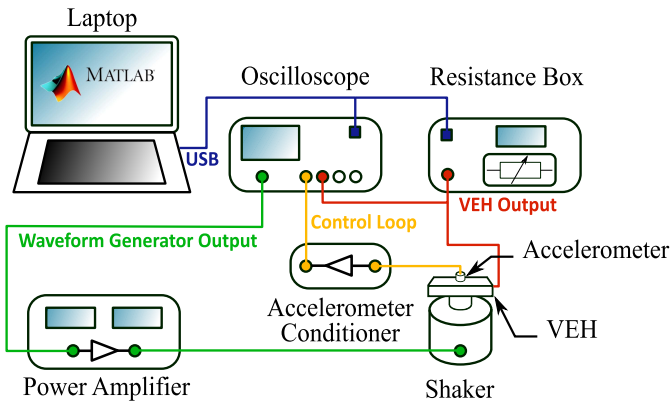 Laptop
MATLAB®
Oscilloscope
Resistance Box
USB
VEH Output
Control Loop
Waveform Generator Output
Accelerometer
Accelerometer
Conditioner
VEH
Power Amplifier
Shaker